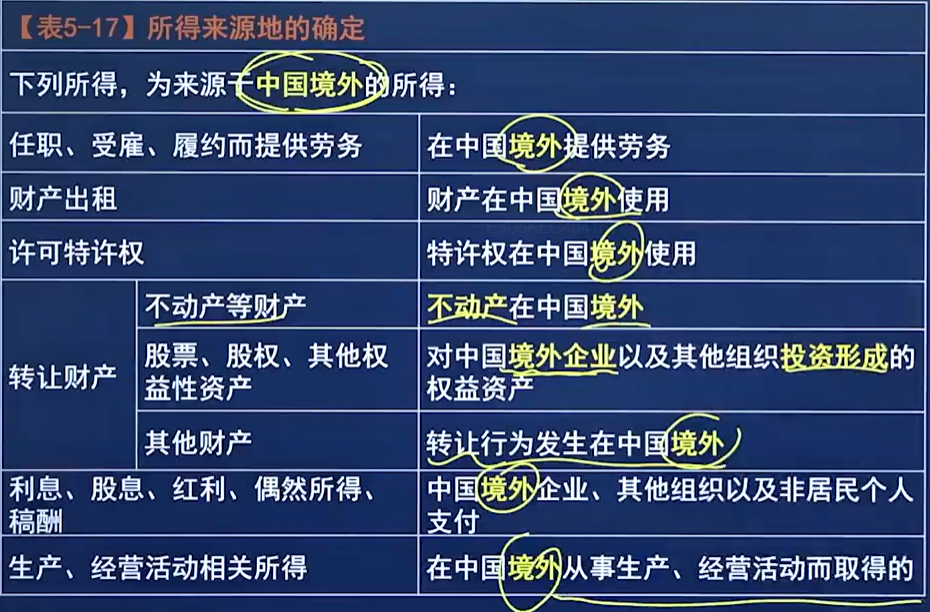 【表5-17】所得来源地的确定
下列所得，为来源于中国境外的所得：
任职、受雇、履约而提供劳务
在中国境外提供劳务
财产出租
财产在中国境外使用
许可特许权
特许权在中国境外使用
转让财产
不动产等财产
不动产在中国境外
股票、股权、其他权
益性资产
对中国境外企业以及其他组织投资形成的
权益资产
其他财产
转让行为发生在中国境外
利息、股息、红利、偶然所得、
稿酬
中国境外企业、其他组织以及非居民个人
支付
生产、经营活动相关所得
在中国境外从事生产、经营活动而取得的